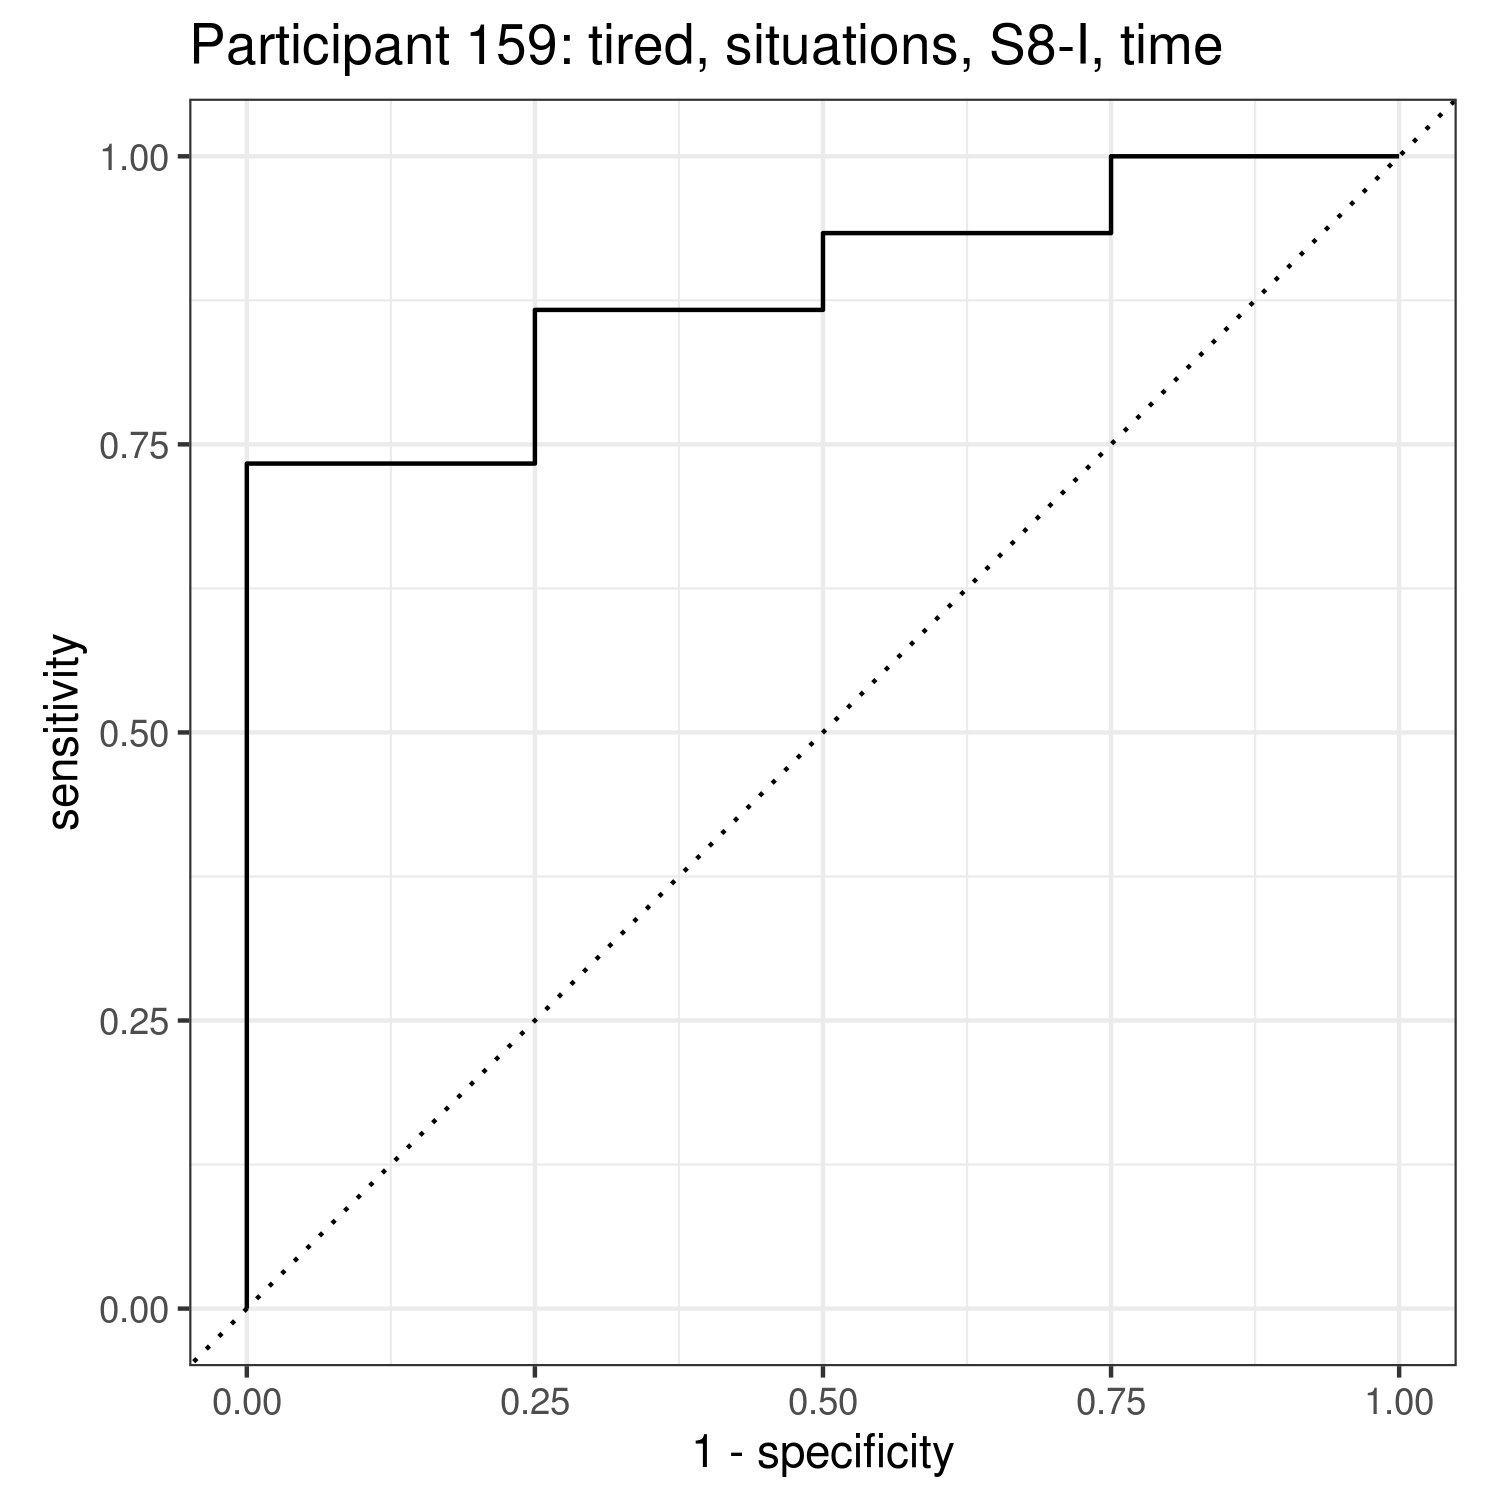 Participant 159: tired, situations, S8-I, time
1.00
0.75
0.50
0.25
0.00
sensitivity
0.00 0.25 0.50 0.75 1.00
1 - specificity